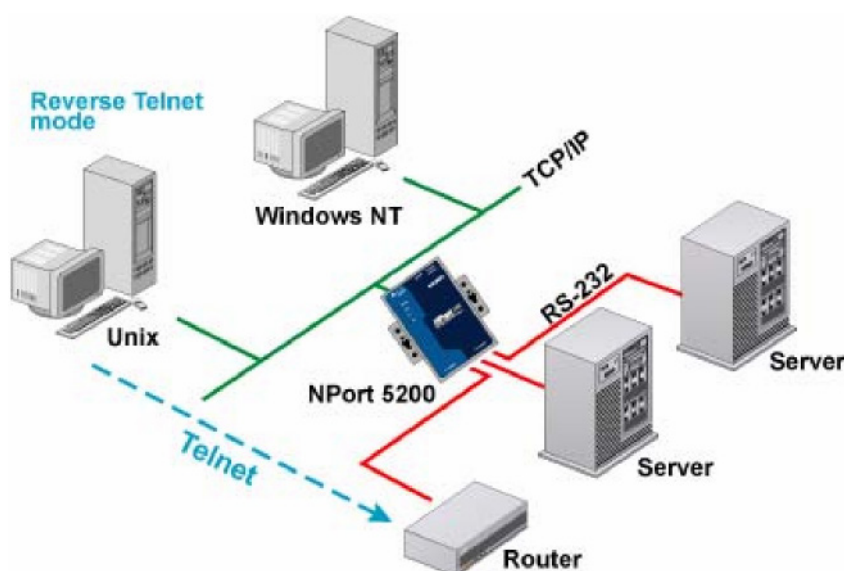 Reverse Telnet
mode
Windows NT
TCP/IP
Unix
NPort 5200
RS-232
Server
Server
Telnet
Router